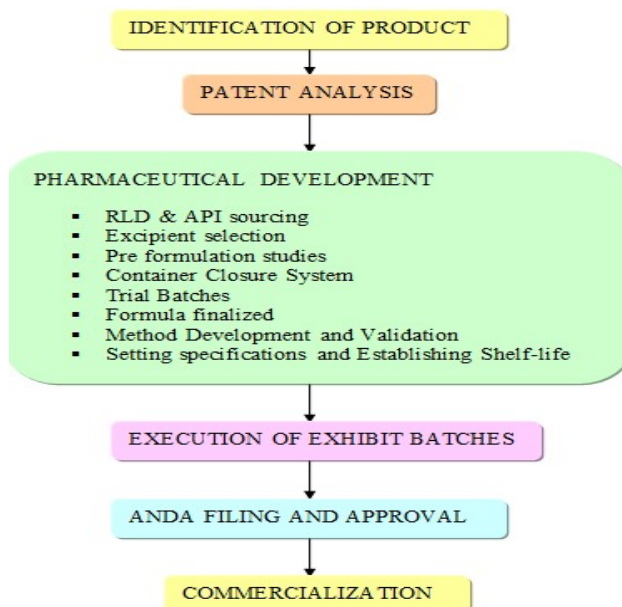 IDENTIFICATION OF PRODUCT
PATENT ANALYSIS
PHARMACEUTICAL DEVELOPMENT
▪ RLD & API sourcing
▪ Excipient selection
▪ Pre formulation studies
▪ Container Closure System
▪ Trial Batches
▪ Formula finalized
▪ Method Development and Validation
▪ Setting specifications and Establishing Shelf-life
EXECUTION OF EXHIBIT BATCHES
ANDA FILING AND APPROVAL
COMMERCIALIZATION